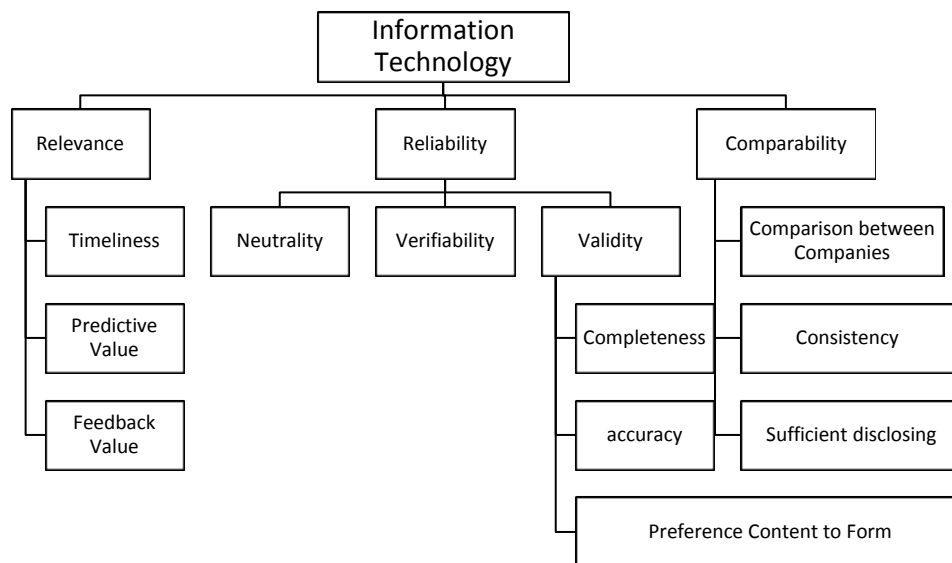 Information
Technology
Relevance
Reliability
Comparability
Timeliness
Neutrality
Verifiability
Validity
Comparison between
Companies
Predictive
Value
Completeness
Consistency
Feedback
Value
accuracy
Sufficient disclosing
Preference Content to Form